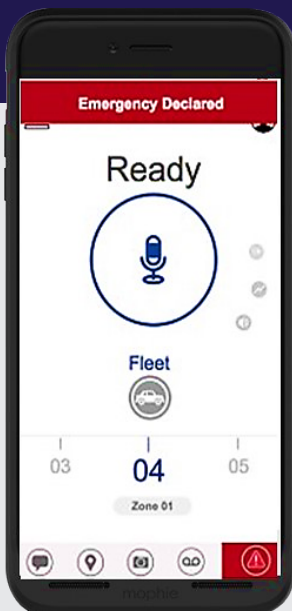 Emergency Declared
Ready
Fleet
03 04 05
Zone 01
mophie